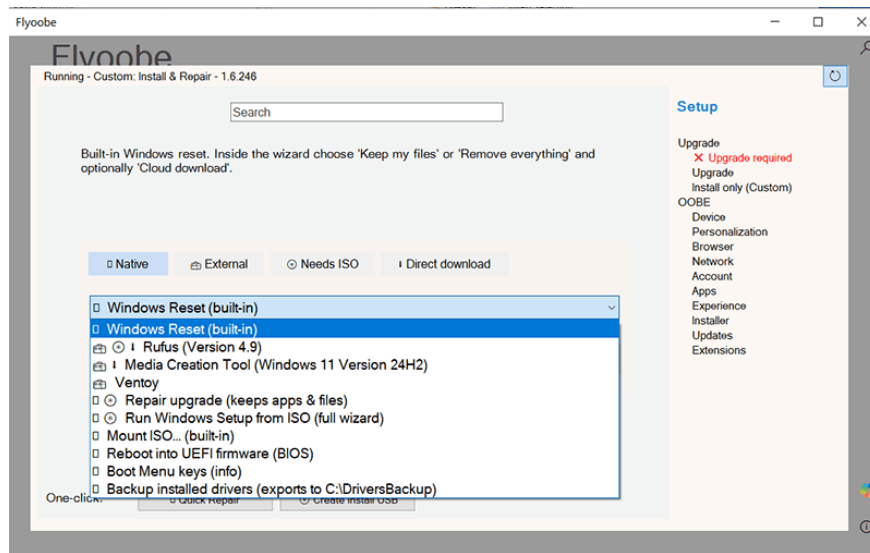 Flyoobe
Flyoobe
Running - Custom: Install & Repair - 1.6.246
Search
Built-in Windows reset. Inside the wizard choose 'Keep my files' or 'Remove everything' and
optionally 'Cloud download'.
Native
External
Needs ISO
Direct download
Windows Reset (built-in)
Windows Reset (built-in)
Rufus (Version 4.9)
Media Creation Tool (Windows 11 Version 24H2)
Ventoy
Repair upgrade (keeps apps & files)
Run Windows Setup from ISO (full wizard)
Mount ISO... (built-in)
Reboot into UEFI firmware (BIOS)
Boot Menu keys (info)
Backup installed drivers (exports to C:\DriversBackup)
One-click:
Quick Repair
Create Install USB
Setup
Upgrade
Upgrade required
Upgrade
Install only (Custom)
OOBE
Device
Personalization
Browser
Network
Account
Apps
Experience
Installer
Updates
Extensions